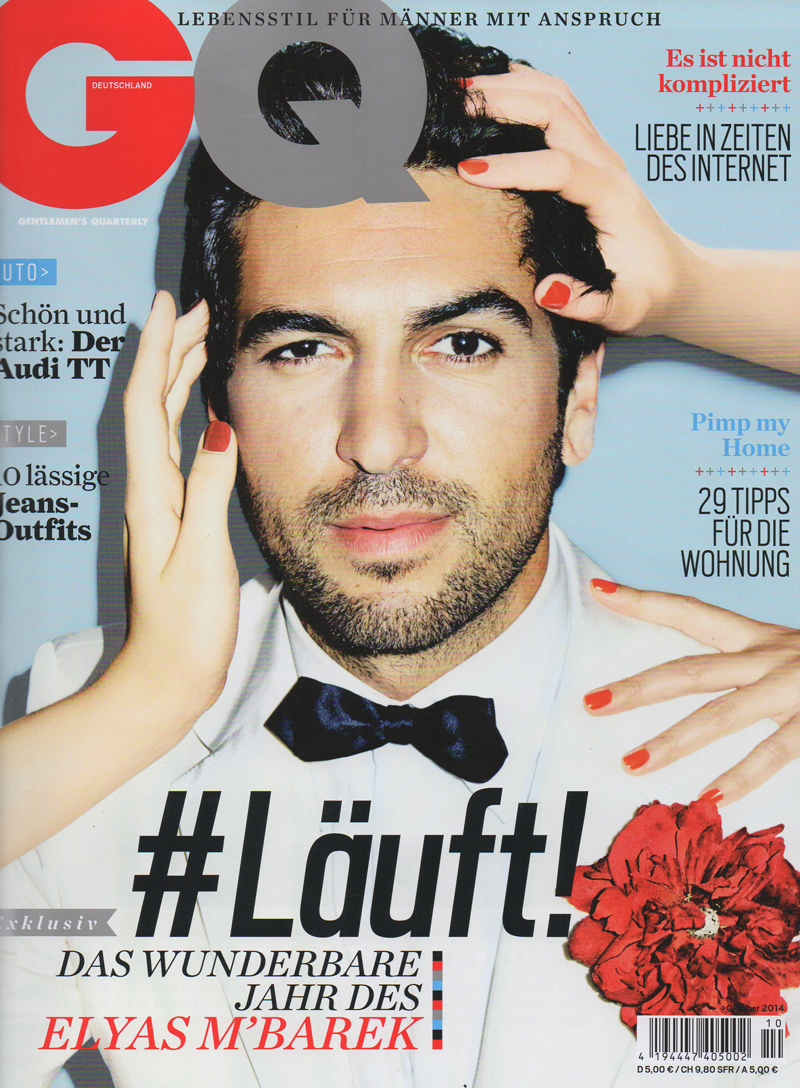 LEBENSSTIL FÜR MÄNNER MIT ANSPRUCH
GQ
DEUTSCHLAND
GENTLEMEN'S QUARTERLY
Es ist nicht
kompliziert
LIEBE IN ZEITEN
DES INTERNET
UTO>
Schön und
stark: Der
Audi TT
TYLE>
10 lässige
Jeans-
Outfits
Pimp my
Home
29 TIPPS
FÜR DIE
WOHNUNG
#Läuft!
Exklusiv
DAS WUNDERBARE
JAHR DES
ELYAS M'BAREK
Oktober 2014
10
4 194447 405002
D 5,00 € / CH 9,80 SFR / A 5,00 €